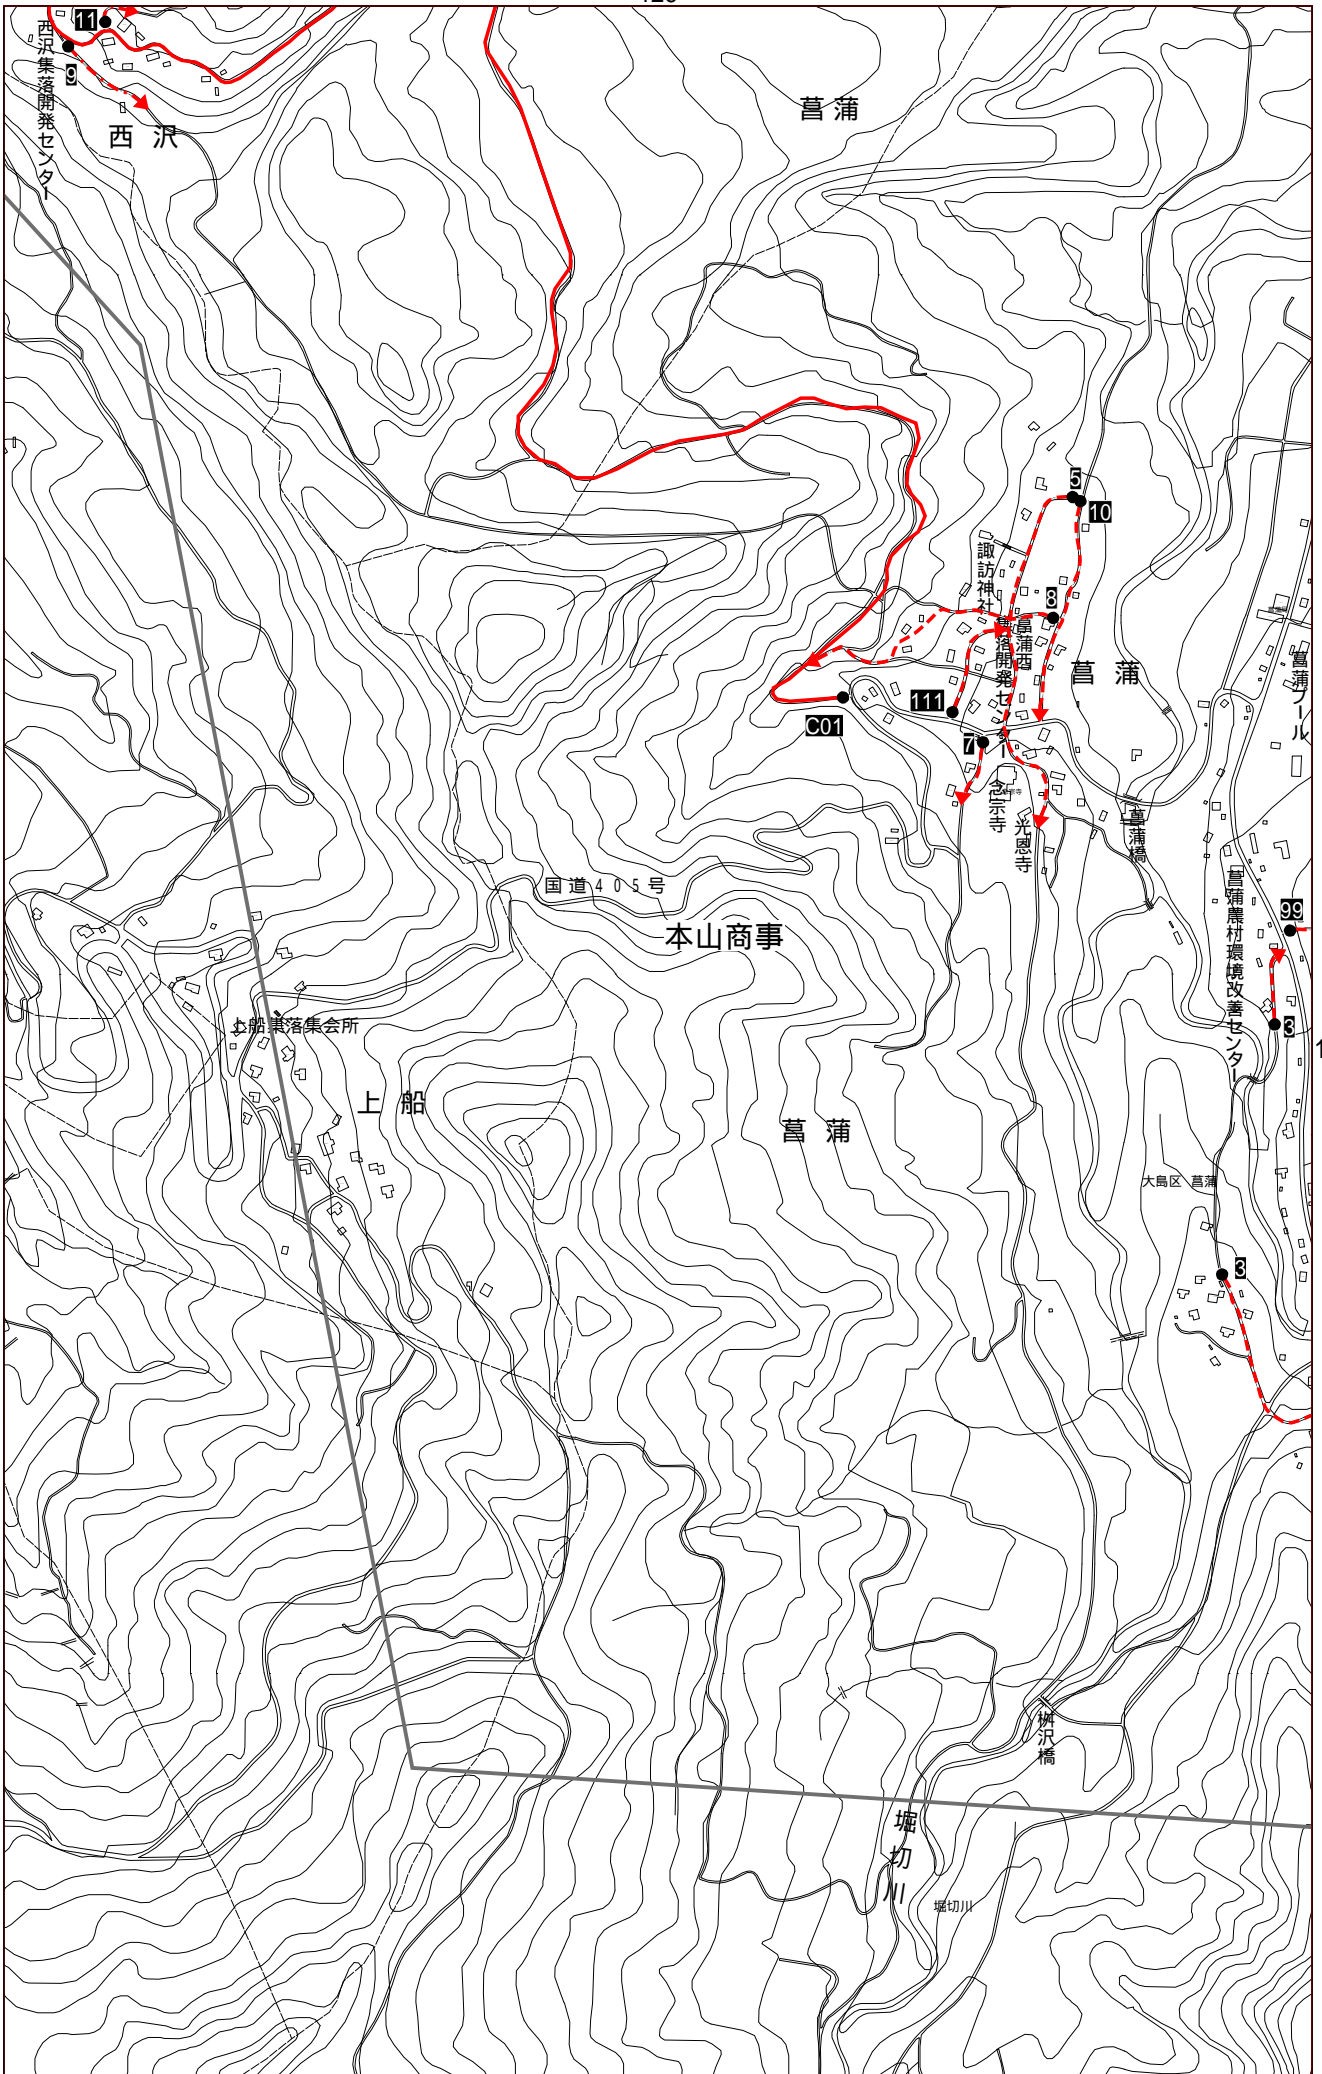 11
西沢集落開発センター
9
西沢
菖蒲
5
10
諏訪神社
8
菖蒲西
集落開発センター
菖蒲
菖蒲プール
111
C01
7
念宗寺
光恩寺
菖蒲橋
国道405号
本山商事
菖蒲農村環境改善センター
99
3
1
上船集落集会所
上船
菖蒲
大島区 菖蒲
3
桝沢橋
堀切川
堀切川